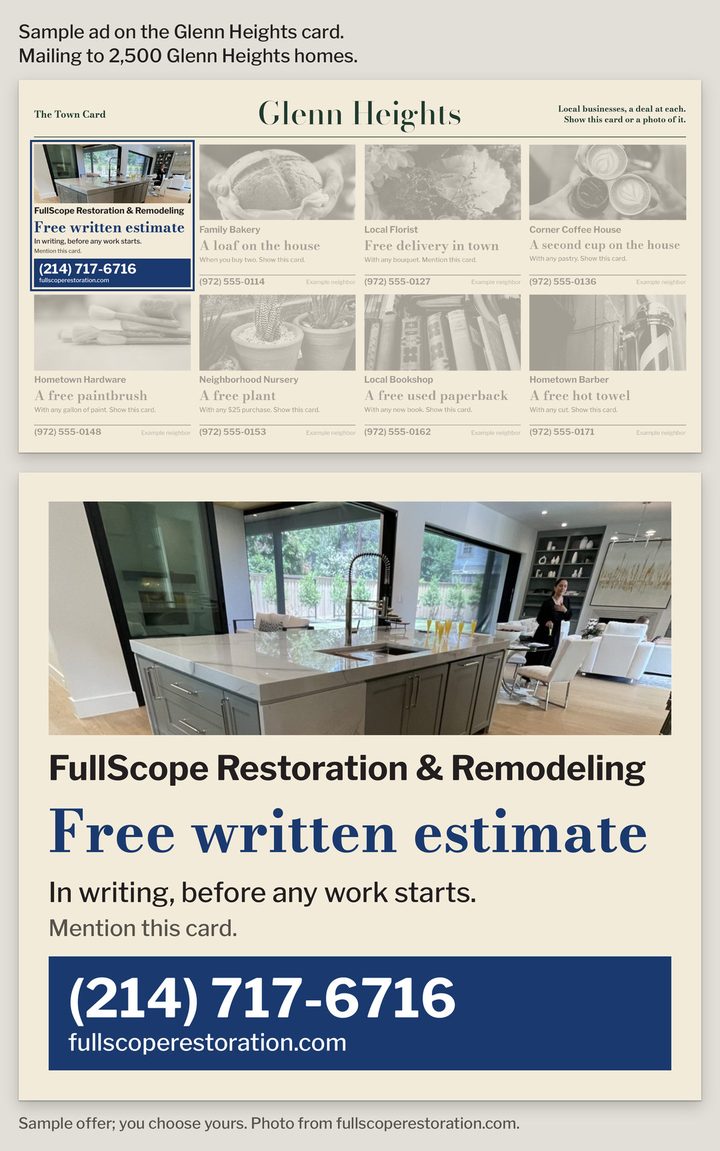 Sample ad on the Glenn Heights card.
Mailing to 2,500 Glenn Heights homes.
The Town Card
Glenn Heights
Local businesses, a deal at each.
Show this card or a photo of it.
FullScope Restoration & Remodeling
Free written estimate
In writing, before any work starts.
Mention this card.
(214) 717-6716
fullscoperestoration.com
Family Bakery
A loaf on the house
When you buy two. Show this card.
(972) 555-0114
Example neighbor
Local Florist
Free delivery in town
With any bouquet. Mention this card.
(972) 555-0127
Example neighbor
Corner Coffee House
A second cup on the house
With any pastry. Show this card.
(972) 555-0136
Example neighbor
Hometown Hardware
A free paintbrush
With any gallon of paint. Show this card.
(972) 555-0148
Example neighbor
Neighborhood Nursery
A free plant
With any $25 purchase. Show this card.
(972) 555-0153
Example neighbor
Local Bookshop
A free used paperback
With any new book. Show this card.
(972) 555-0162
Example neighbor
Hometown Barber
A free hot towel
With any cut. Show this card.
(972) 555-0171
Example neighbor
FullScope Restoration & Remodeling
Free written estimate
In writing, before any work starts.
Mention this card.
(214) 717-6716
fullscoperestoration.com
Sample offer; you choose yours. Photo from fullscoperestoration.com.